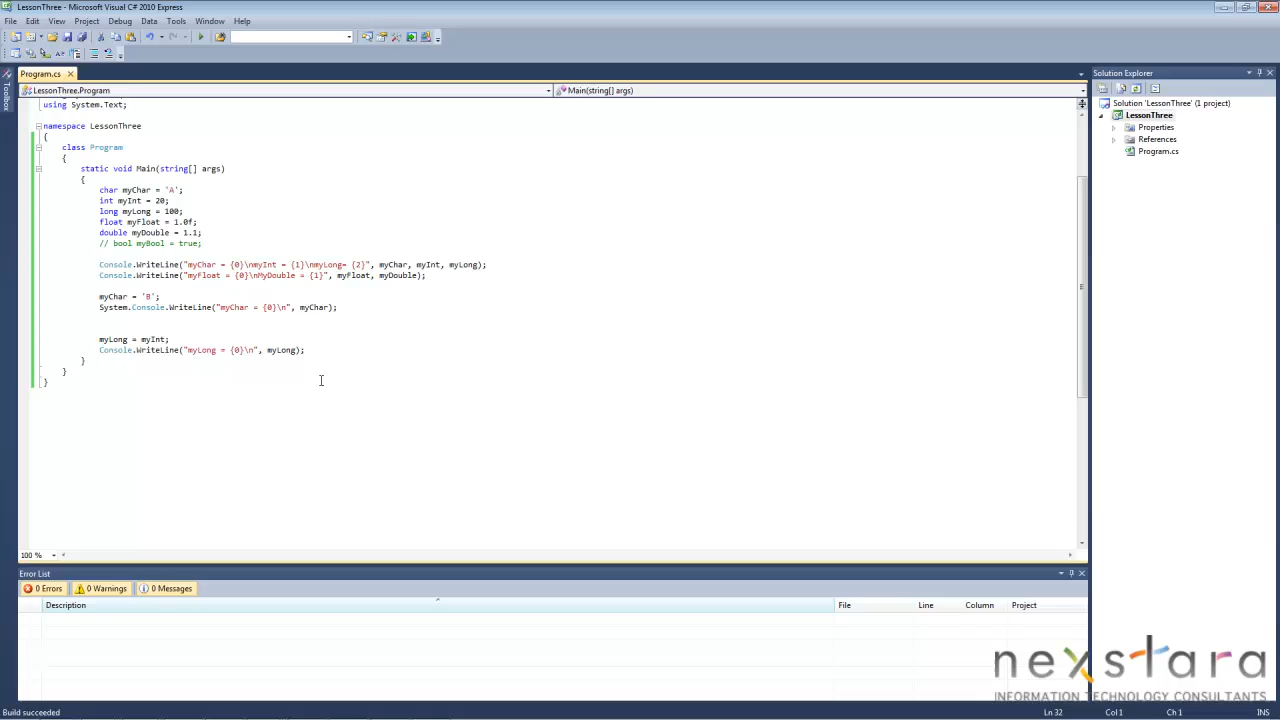 LessonThree - Microsoft Visual C# 2010 Express
File Edit View Project Debug Data Tools Window Help
Program.cs
LessonThree.Program
Main(string[] args)
using System.Text;
namespace LessonThree
{
class Program
{
static void Main(string[] args)
{
char myChar = 'A';
int myInt = 20;
long myLong = 100;
float myFloat = 1.0f;
double myDouble = 1.1;
// bool myBool = true;
Console.WriteLine("myChar = {0}\nmyInt = {1}\nmyLong= {2}", myChar, myInt, myLong);
Console.WriteLine("myFloat = {0}\nMyDouble = {1}", myFloat, myDouble);
myChar = 'B';
System.Console.WriteLine("myChar = {0}\n", myChar);
myLong = myInt;
Console.WriteLine("myLong = {0}\n", myLong);
}
}
}
100 %
Toolbox
Solution Explorer
Solution 'LessonThree' (1 project)
LessonThree
Properties
References
Program.cs
Error List
0 Errors 0 Warnings 0 Messages
Description File Line Column Project
nexstara
INFORMATION TECHNOLOGY CONSULTANTS
Build succeeded Ln 32 Col 1 Ch 1 INS